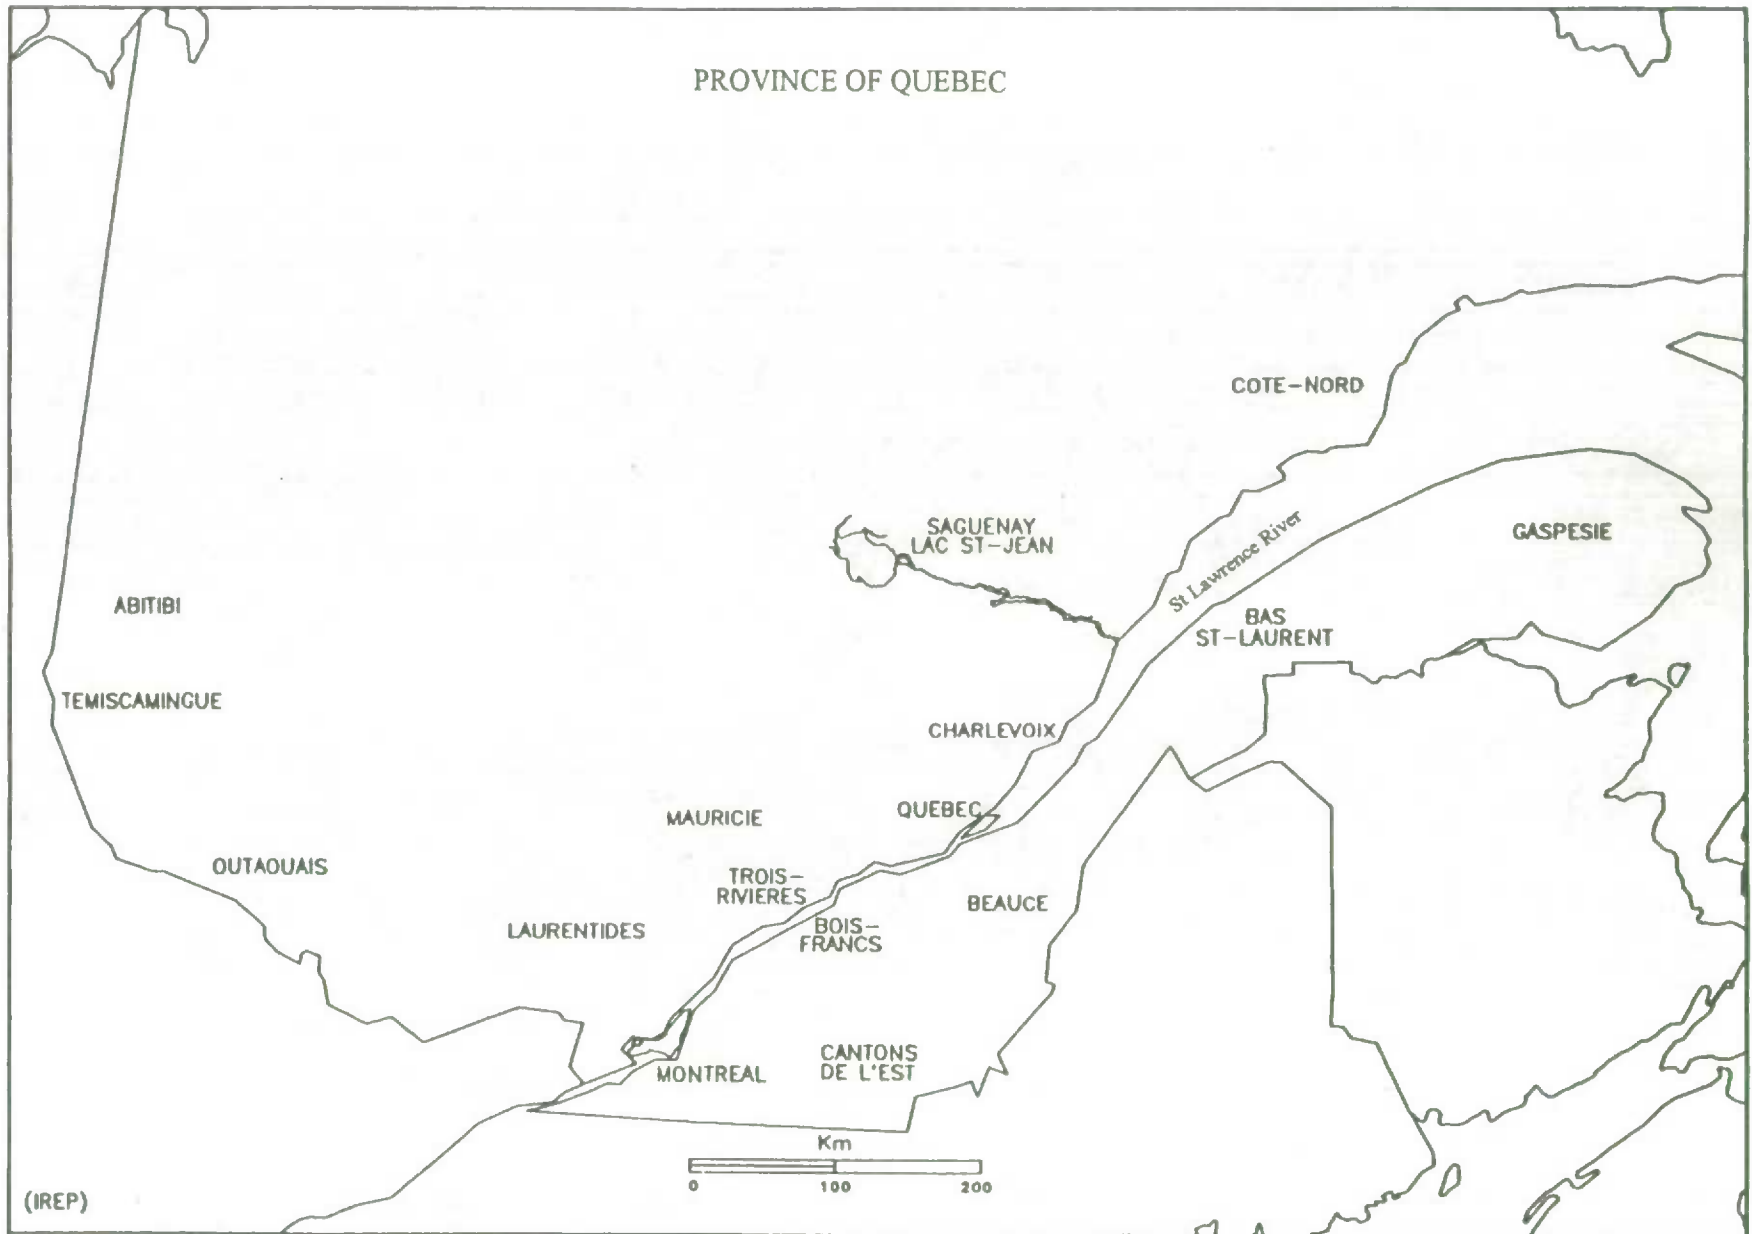 PROVINCE OF QUEBEC
COTE-NORD
SAGUENAY
LAC ST-JEAN
St Lawrence River
GASPESIE
ABITIBI
BAS
ST-LAURENT
TEMISCAMINGUE
CHARLEVOIX
QUEBEC
MAURICIE
OUTAOUAIS
TROIS-
RIVIERES
BEAUCE
LAURENTIDES
BOIS-
FRANCS
CANTONS
DE L'EST
MONTREAL
Km
0 100 200
(IREP)